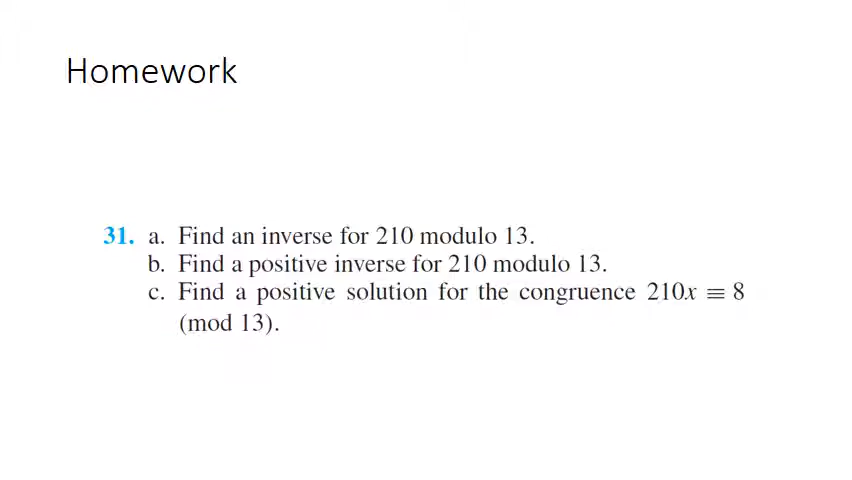 Homework
31. a. Find an inverse for 210 modulo 13.
b. Find a positive inverse for 210 modulo 13.
c. Find a positive solution for the congruence 210x ≡ 8
(mod 13).